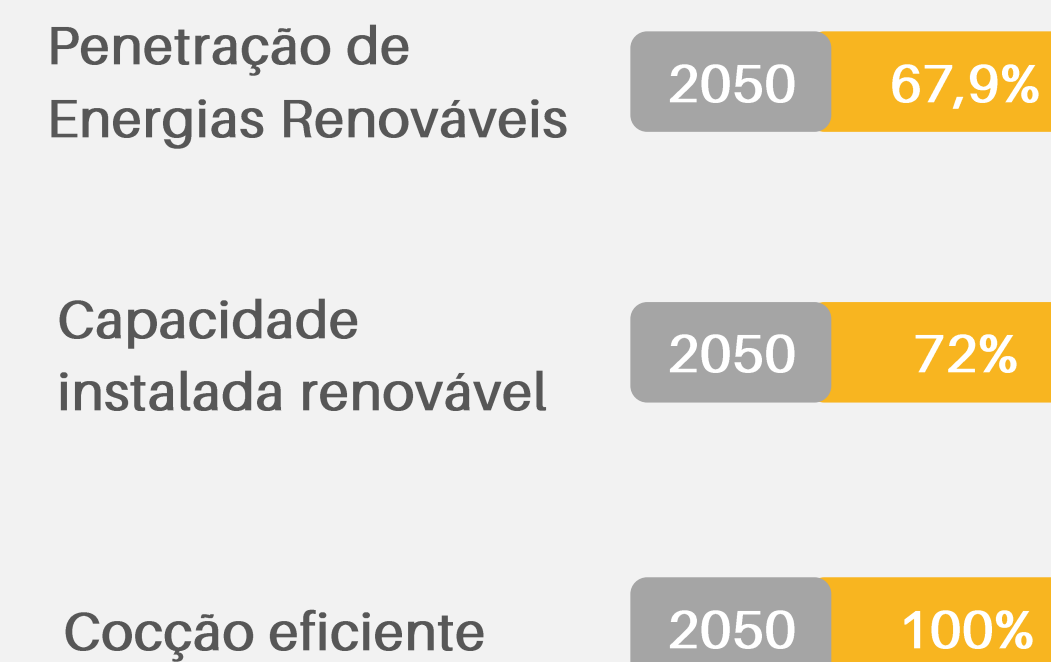 Penetração de
Energias Renováveis
2050 67,9%
Capacidade
instalada renovável
2050 72%
Cocção eficiente
2050 100%